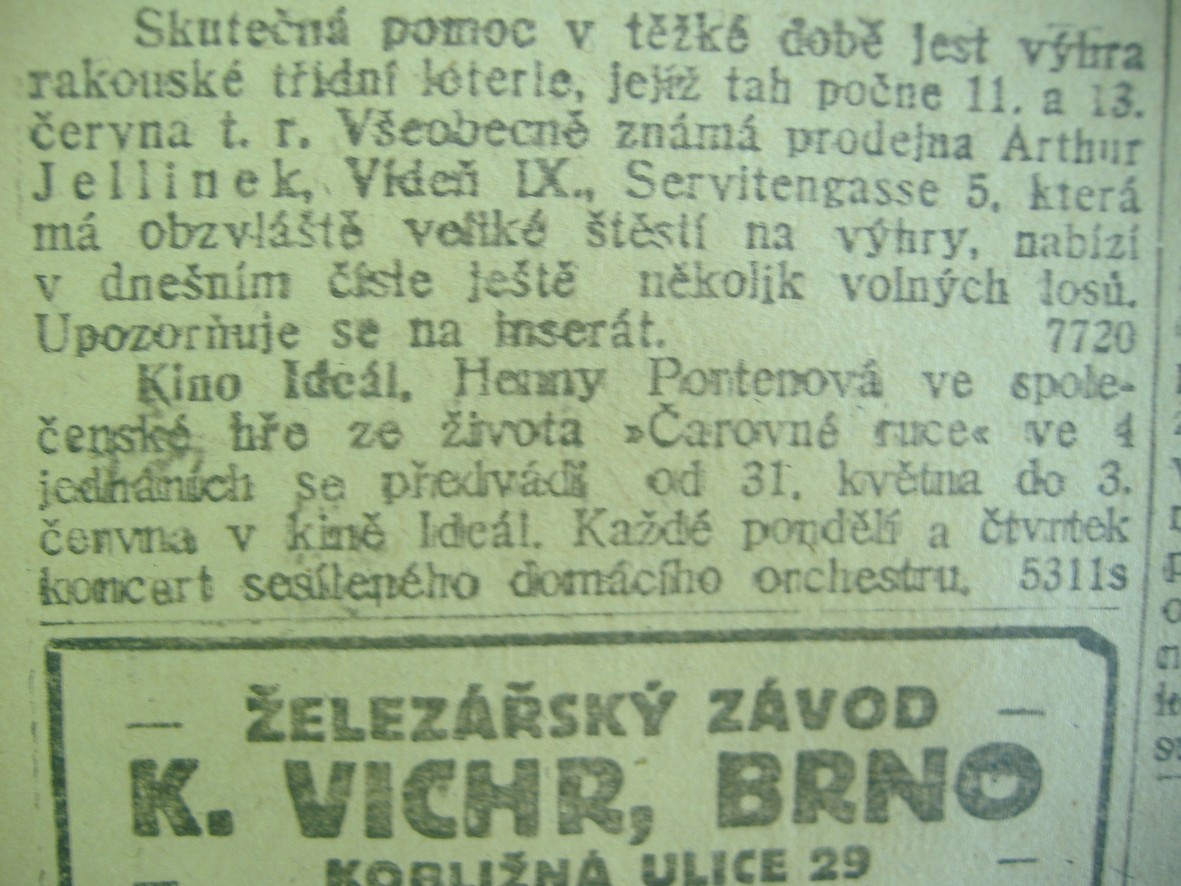 Skutečná pomoc v těžké době jest výhra
rakouské třídní loterie, jejíž tah počne 11. a 13.
června t. r. Všeobecně známá prodejna Arthur
Jellinek, Vídeň IX., Servitengasse 5, která
má obzvláště veliké štěstí na výhry, nabízí
v dnešním čísle ještě několik volných losů.
Upozorňuje se na inserát. 7720
Kino Ideál. Henny Portenová ve spole-
čenské hře ze života »Čarovné ruce« ve 4
jednáních se předvádí od 31. května do 3.
června v kině Ideál. Každé pondělí a čtvrtek
koncert sesíleného domácího orchestru. 5311s
— ŽELEZÁŘSKÝ ZÁVOD —
K. VICHR, BRNO
KOBLIŽNÁ ULICE 29